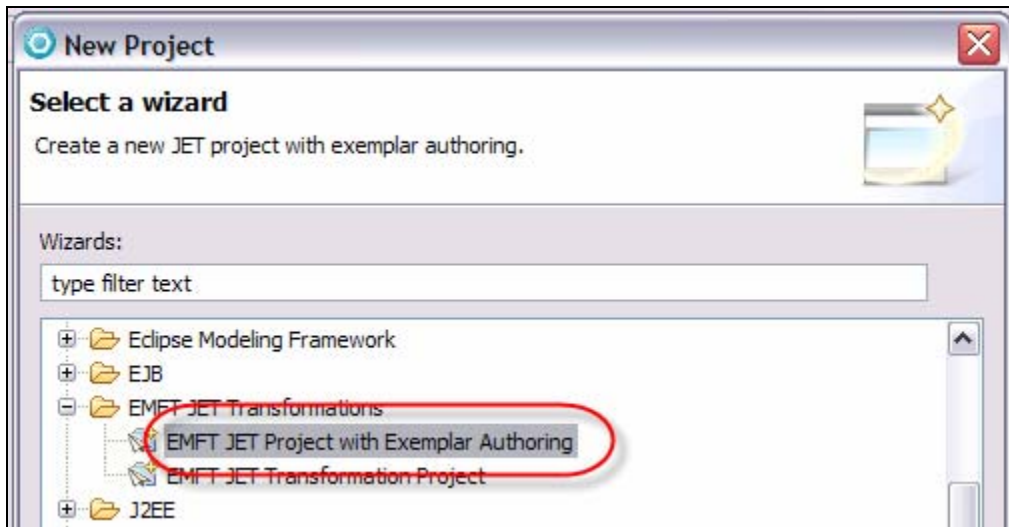 New Project
Select a wizard
Create a new JET project with exemplar authoring.
Wizards:
type filter text
Eclipse Modeling Framework
EJB
EMFT JET Transformations
EMFT JET Project with Exemplar Authoring
EMFT JET Transformation Project
J2EE